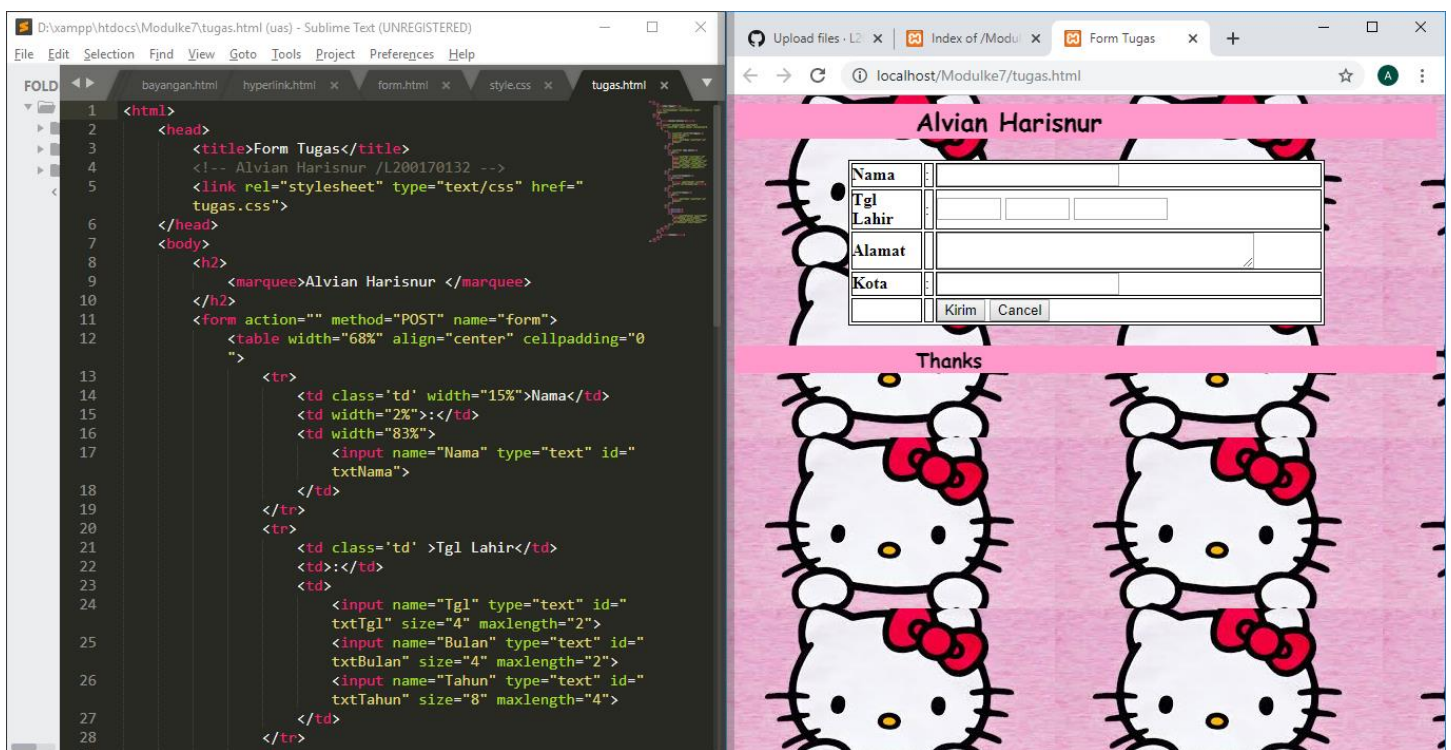 D:\xampp\htdocs\Modulke7\tugas.html (uas) - Sublime Text (UNREGISTERED)
File Edit Selection Find View Goto Tools Project Preferences Help
FOLD
bayangan.html hyperlink.html form.html style.css tugas.html
1 <html>
2 <head>
3 <title>Form Tugas</title>
4 <!-- Alvian Harisnur /L200170132 -->
5 <link rel="stylesheet" type="text/css" href="
tugas.css">
6 </head>
7 <body>
8 <h2>
9 <marquee>Alvian Harisnur </marquee>
10 </h2>
11 <form action="" method="POST" name="form">
12 <table width="68%" align="center" cellpadding="0
">
13 <tr>
14 <td class='td' width="15%">Nama</td>
15 <td width="2%">:</td>
16 <td width="83%">
17 <input name="Nama" type="text" id="
txtNama">
18 </td>
19 </tr>
20 <tr>
21 <td class='td' >Tgl Lahir</td>
22 <td>:</td>
23 <td>
24 <input name="Tgl" type="text" id="
txtTgl" size="4" maxlength="2">
25 <input name="Bulan" type="text" id="
txtBulan" size="4" maxlength="2">
26 <input name="Tahun" type="text" id="
txtTahun" size="8" maxlength="4">
27 </td>
28 </tr>
Upload files · L2 Index of /Modul Form Tugas
localhost/Modulke7/tugas.html A
Alvian Harisnur
Nama :
Tgl
Lahir :
Alamat
Kota :
Kirim Cancel
Thanks